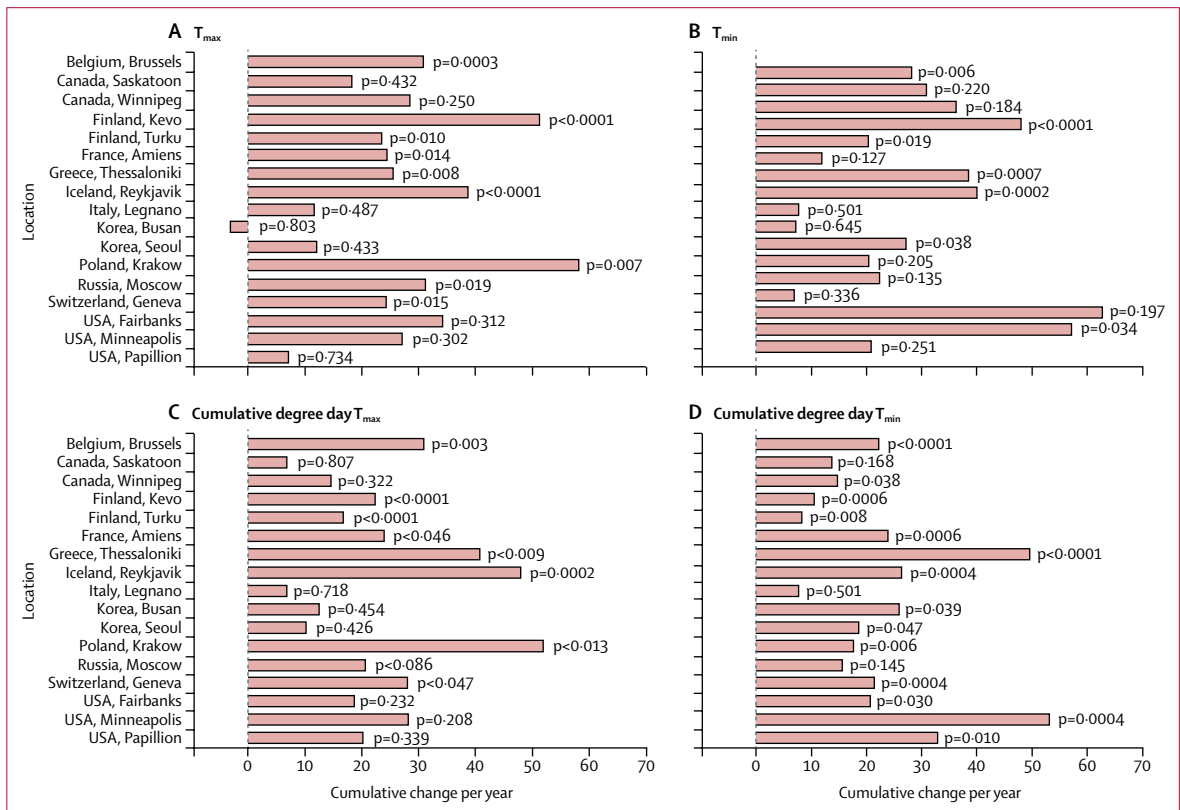 A T_max
Location
Belgium, Brussels p=0·0003
Canada, Saskatoon p=0·432
Canada, Winnipeg p=0·250
Finland, Kevo p<0·0001
Finland, Turku p=0·010
France, Amiens p=0·014
Greece, Thessaloniki p=0·008
Iceland, Reykjavik p<0·0001
Italy, Legnano p=0·487
Korea, Busan p=0·803
Korea, Seoul p=0·433
Poland, Krakow p=0·007
Russia, Moscow p=0·019
Switzerland, Geneva p=0·015
USA, Fairbanks p=0·312
USA, Minneapolis p=0·302
USA, Papillion p=0·734
B T_min
p=0·006
p=0·220
p=0·184
p<0·0001
p=0·019
p=0·127
p=0·0007
p=0·0002
p=0·501
p=0·645
p=0·038
p=0·205
p=0·135
p=0·336
p=0·197
p=0·034
p=0·251
C Cumulative degree day T_max
Location
Belgium, Brussels p=0·003
Canada, Saskatoon p=0·807
Canada, Winnipeg p=0·322
Finland, Kevo p<0·0001
Finland, Turku p<0·0001
France, Amiens p<0·046
Greece, Thessaloniki p<0·009
Iceland, Reykjavik p=0·0002
Italy, Legnano p=0·718
Korea, Busan p=0·454
Korea, Seoul p=0·426
Poland, Krakow p<0·013
Russia, Moscow p<0·086
Switzerland, Geneva p<0·047
USA, Fairbanks p=0·232
USA, Minneapolis p=0·208
USA, Papillion p=0·339
0 10 20 30 40 50 60 70
Cumulative change per year
D Cumulative degree day T_min
p<0·0001
p=0·168
p=0·038
p=0·0006
p=0·008
p=0·0006
p<0·0001
p=0·0004
p=0·501
p=0·039
p=0·047
p=0·006
p=0·145
p=0·0004
p=0·030
p=0·0004
p=0·010
0 10 20 30 40 50 60 70
Cumulative change per year